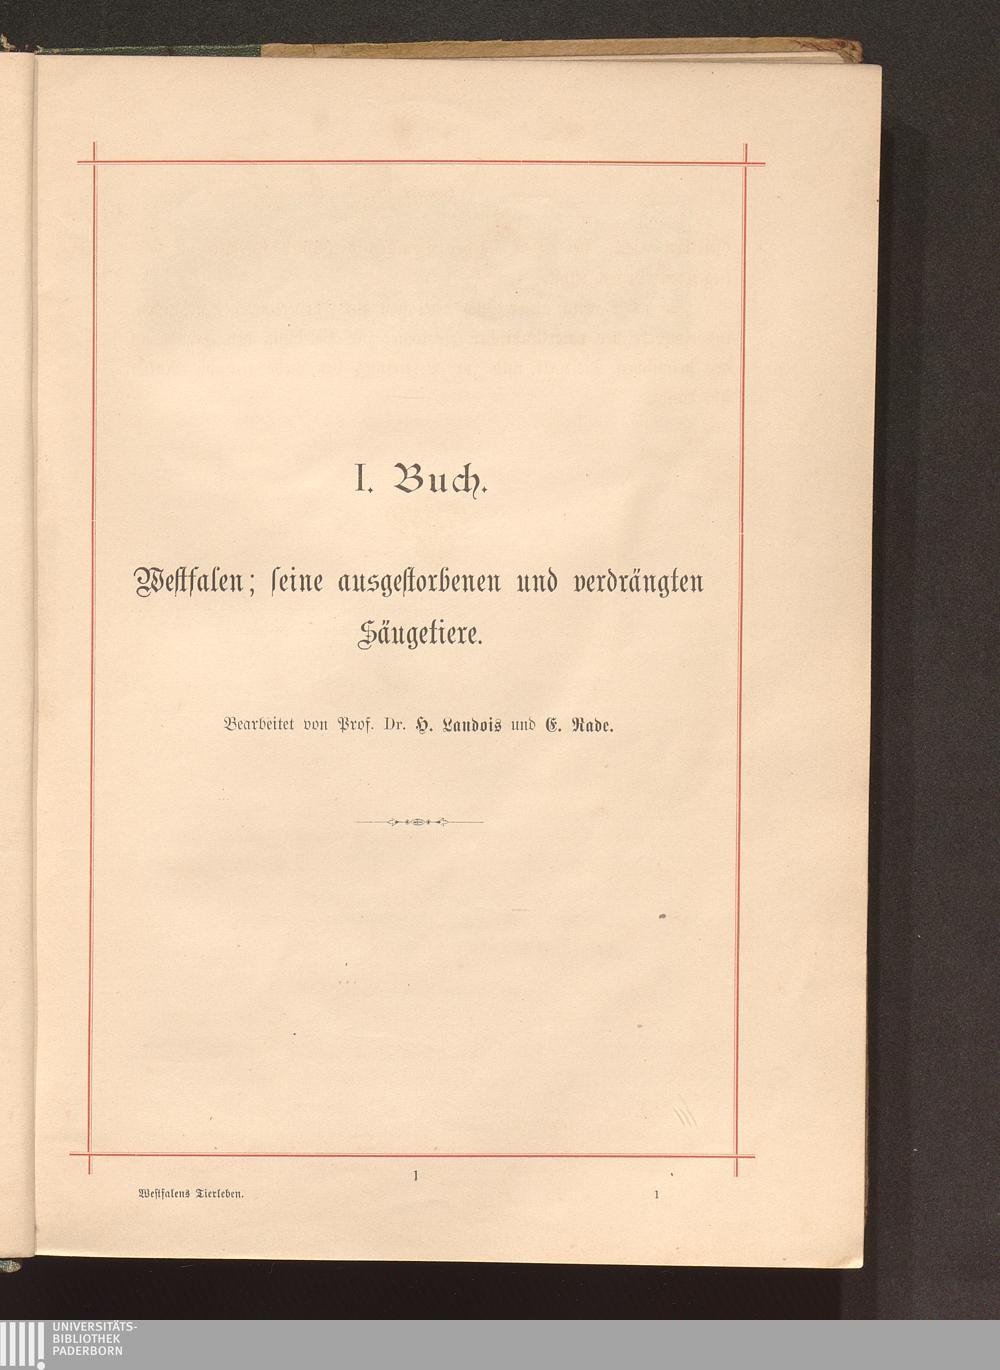 I. Buch.
Westfalen; seine ausgestorbenen und verdrängten
Säugetiere.
Bearbeitet von Prof. Dr. H. Landois und E. Rade.
1
Westfalens Tierleben.
1
UNIVERSITÄTS-
BIBLIOTHEK
PADERBORN